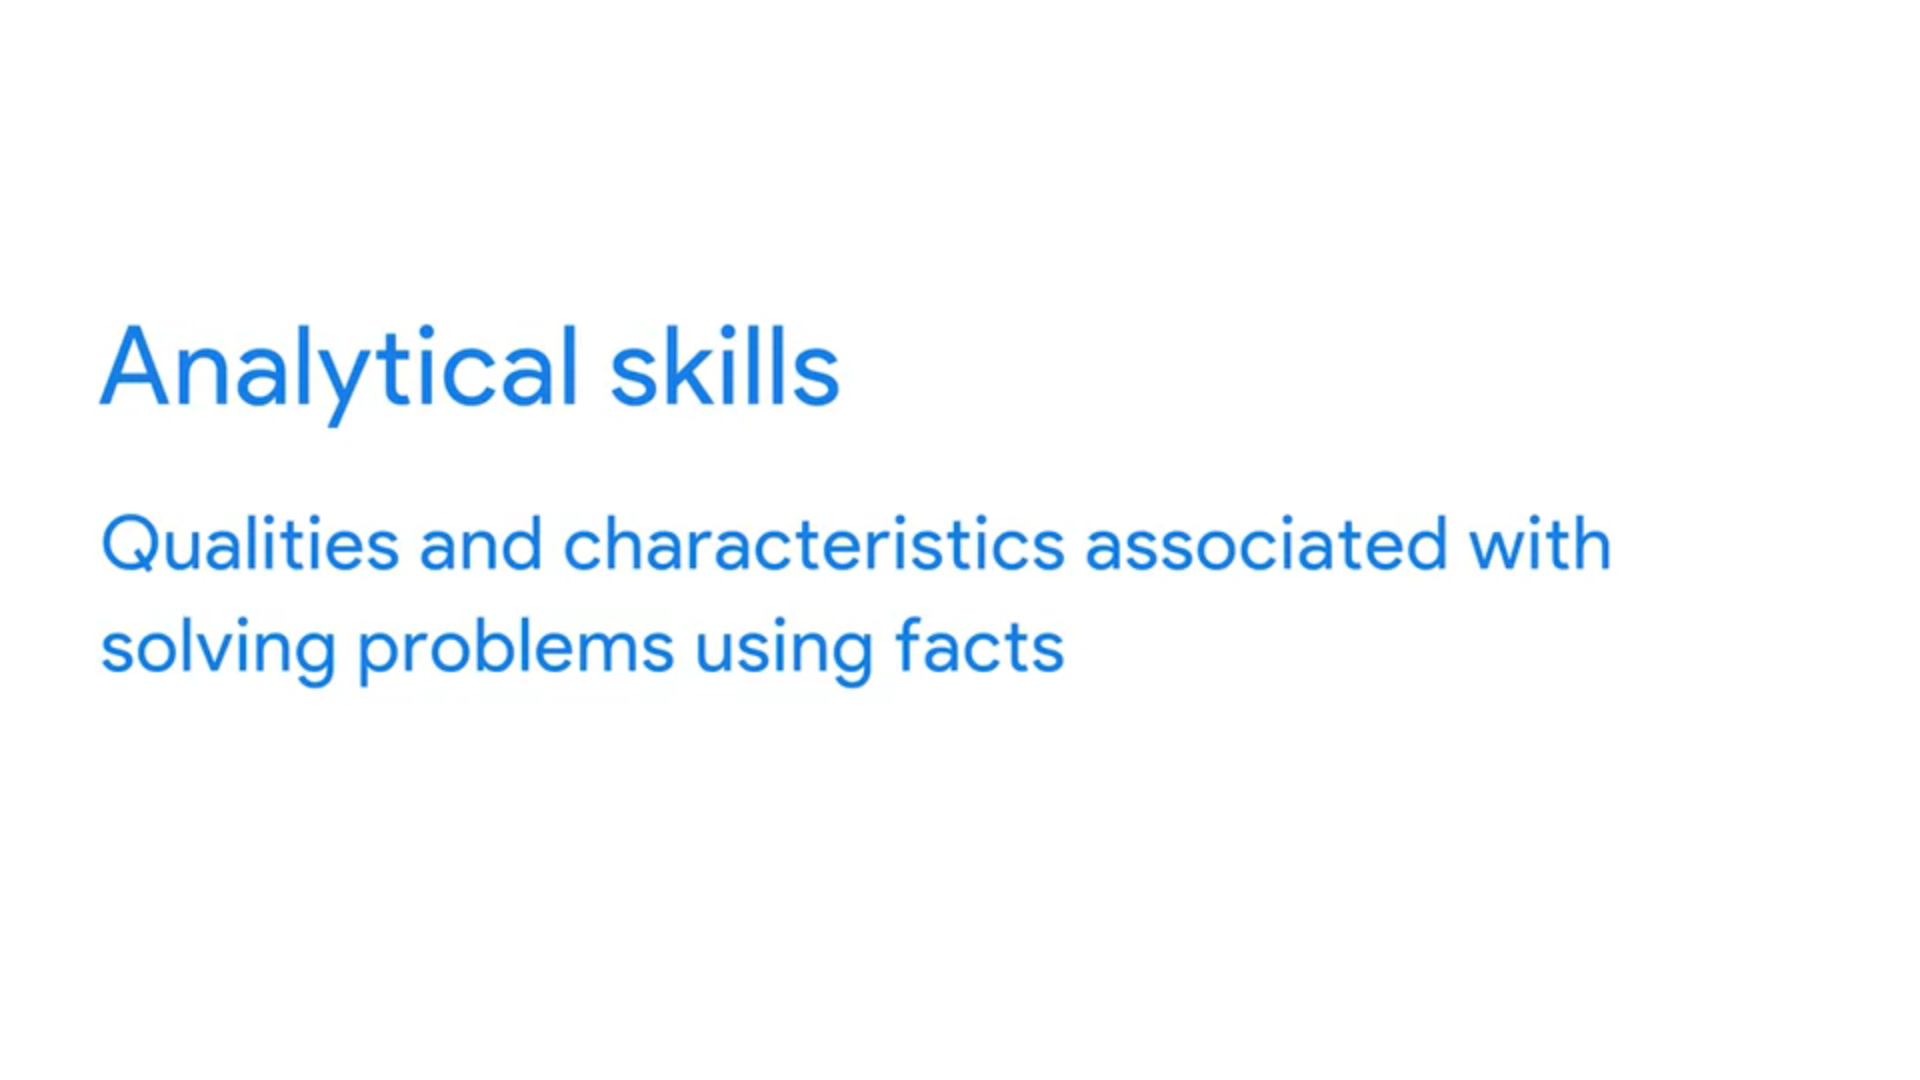 Analytical skills
Qualities and characteristics associated with
solving problems using facts